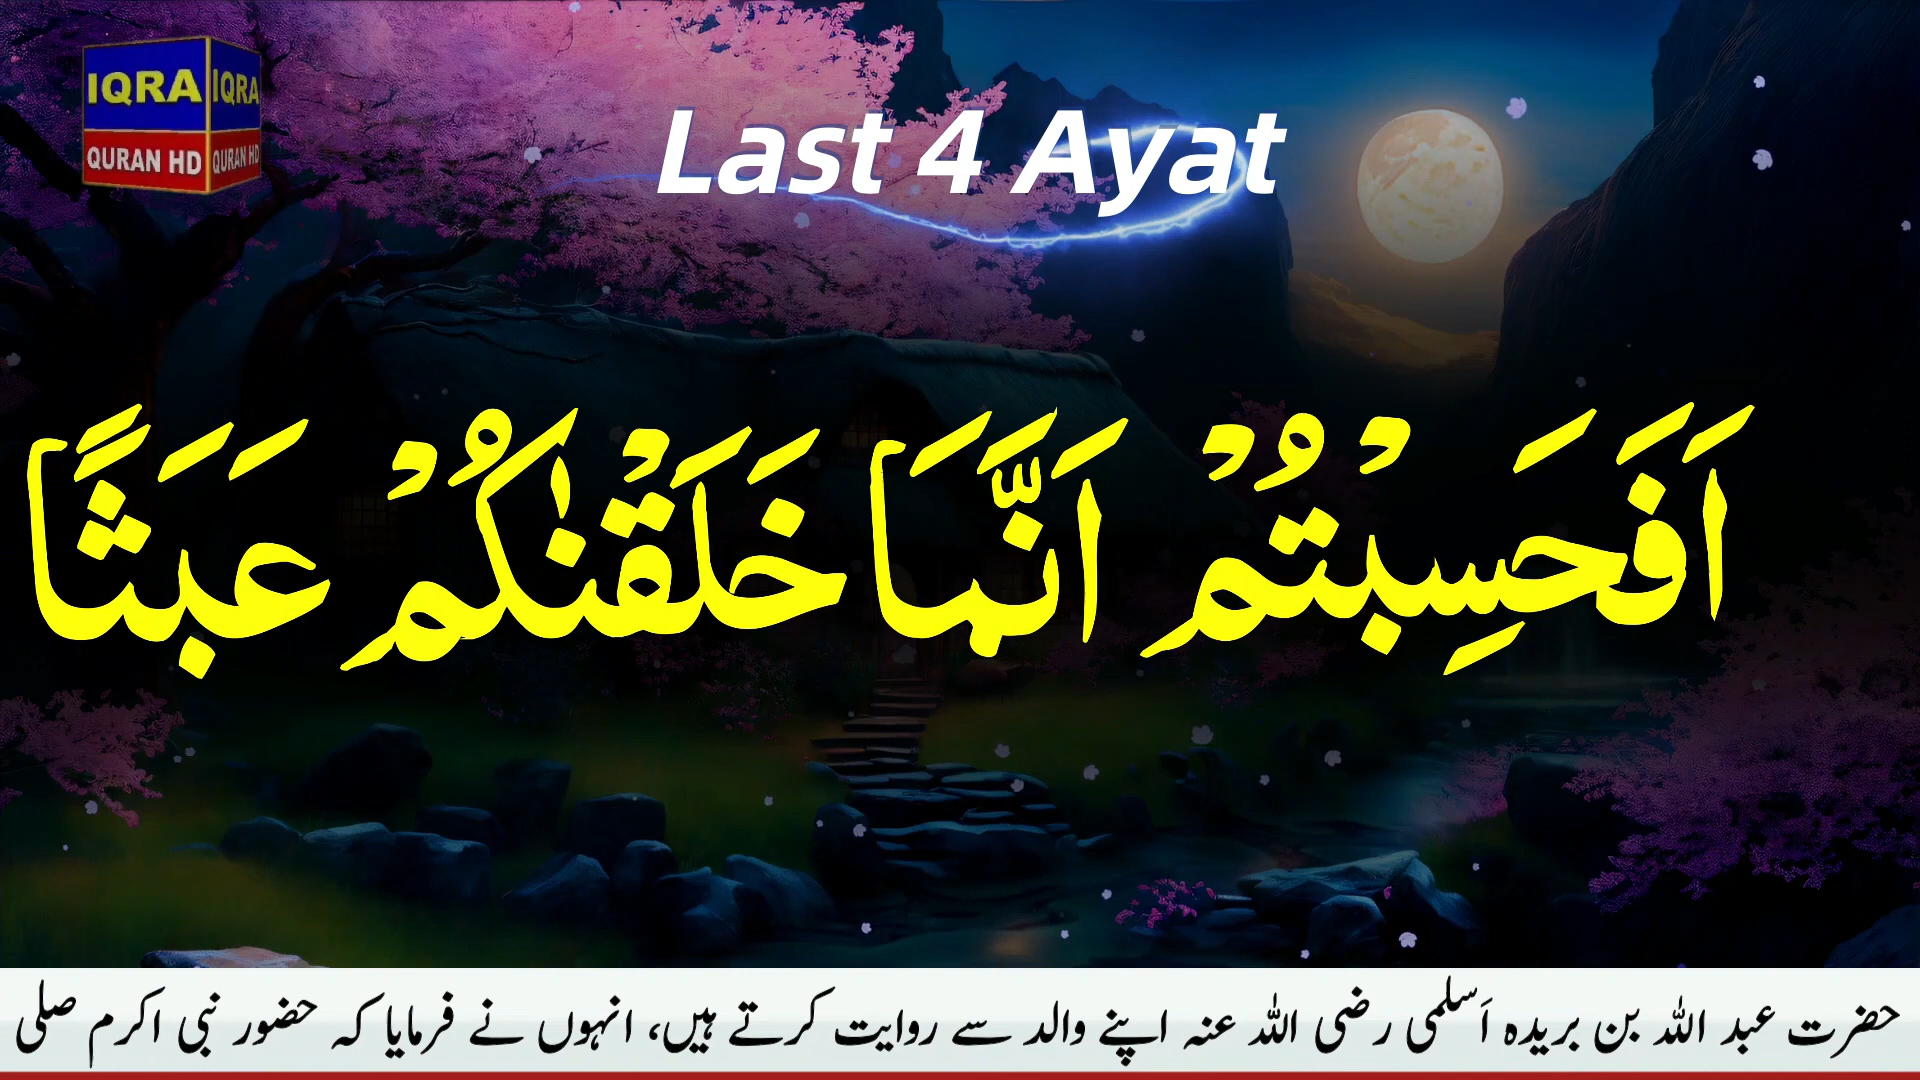 IQRA IQRA
QURAN HD QURAN HD
Last 4 Ayat
اَفَحَسِبْتُمْ اَنَّمَا خَلَقْنٰكُمْ عَبَثًا
حضرت عبد اللہ بن بریدہ اَسلمی رضی اللہ عنہ اپنے والد سے روایت کرتے ہیں، انہوں نے فرمایا کہ حضور نبی اکرم صلی